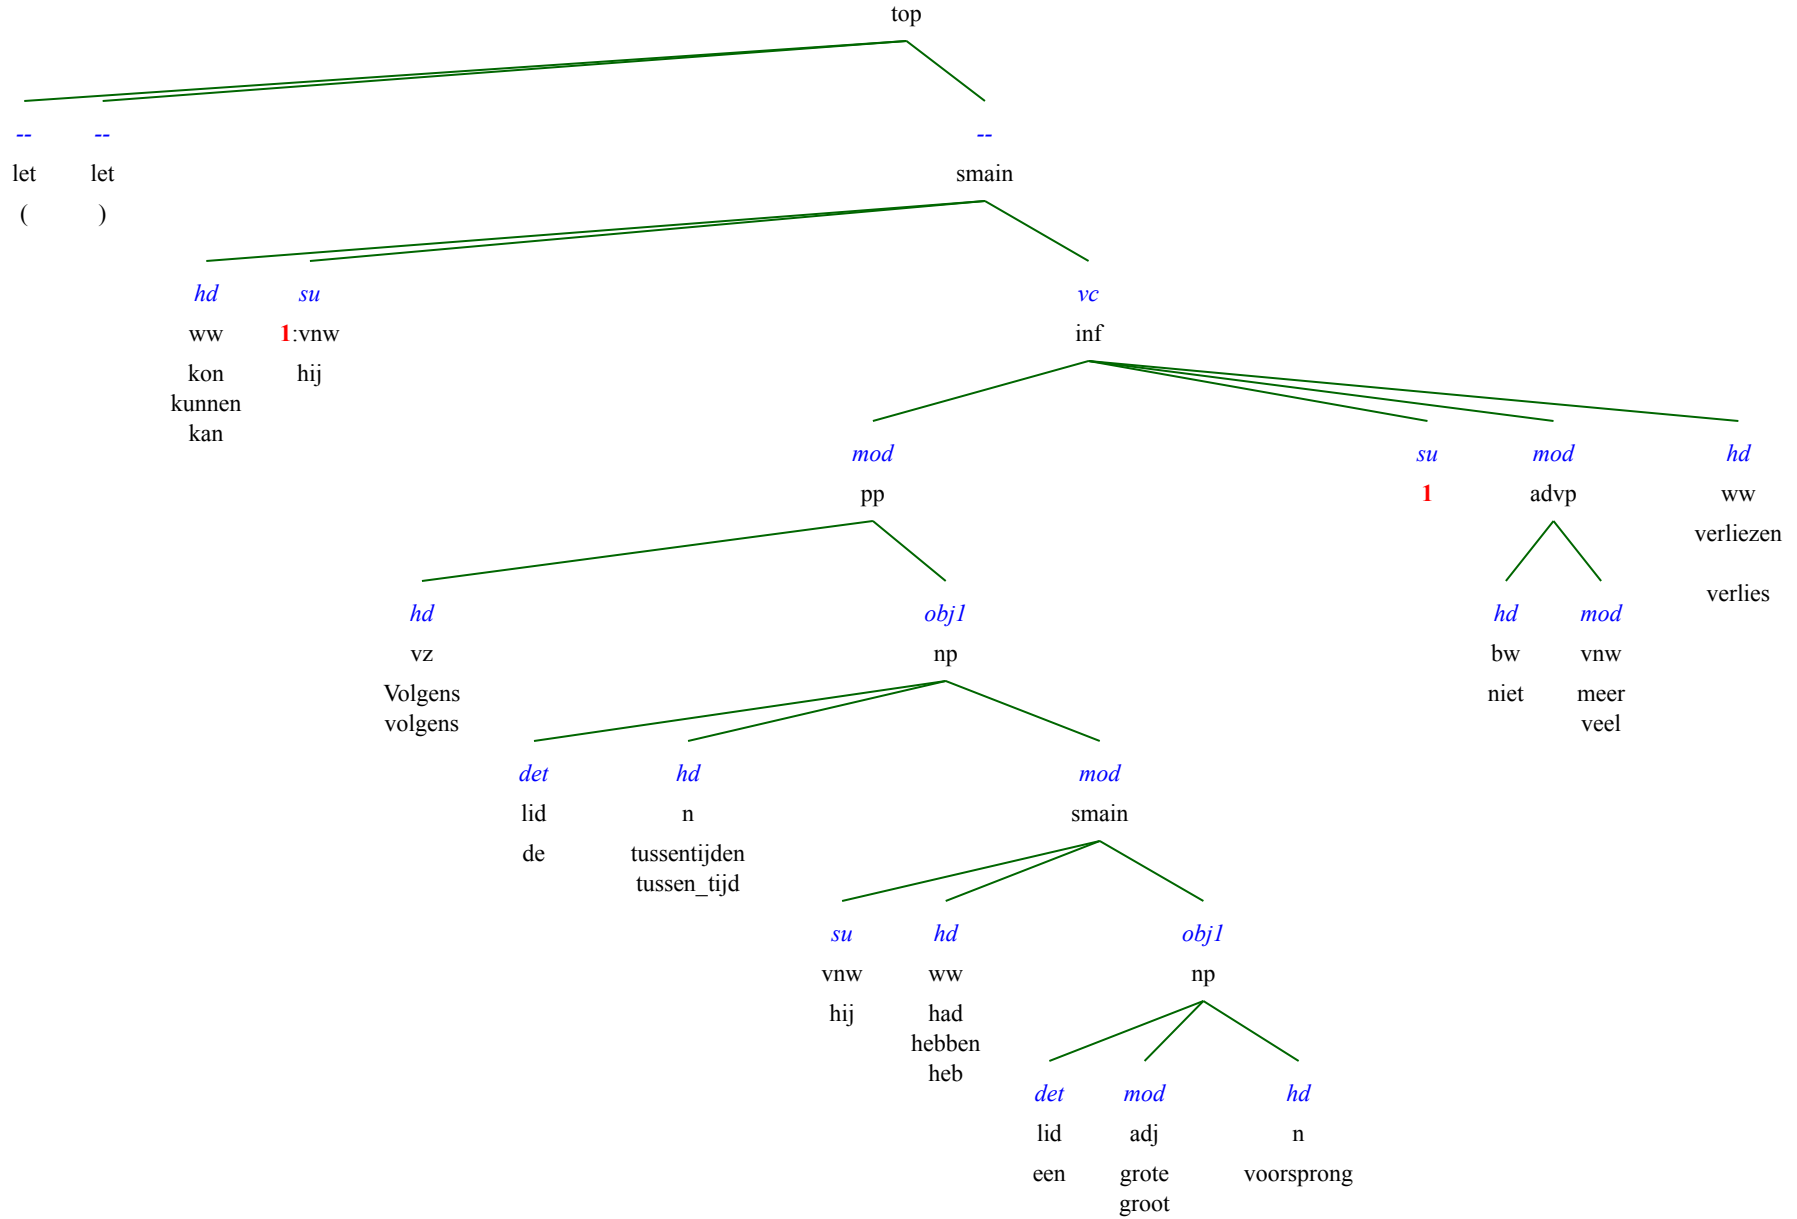 top
-- -- --
let let smain
( )
hd su vc
ww 1:vnw inf
kon hij
kunnen
kan
mod su mod hd
pp 1 advp ww
verliezen
verlies
hd obj1 hd mod
vz np bw vnw
Volgens niet meer
volgens veel
det hd mod
lid n smain
de tussentijden
tussen_tijd
su hd obj1
vnw ww np
hij had
hebben
heb
det mod hd
lid adj n
een grote voorsprong
groot